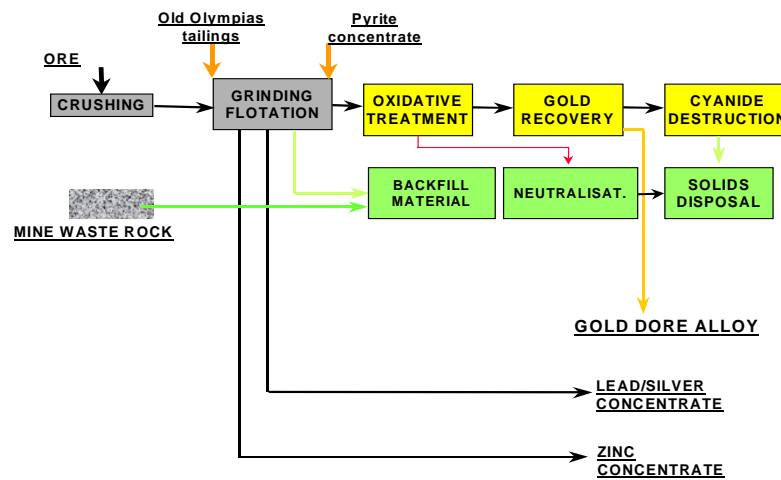 Old Olympias
tailings
Pyrite
concentrate
ORE
CRUSHING
GRINDING
FLOTATION
OXIDATIVE
TREATMENT
GOLD
RECOVERY
CYANIDE
DESTRUCTION
BACKFILL
MATERIAL
NEUTRALISAT.
SOLIDS
DISPOSAL
MINE WASTE ROCK
GOLD DORE ALLOY
LEAD/SILVER
CONCENTRATE
ZINC
CONCENTRATE